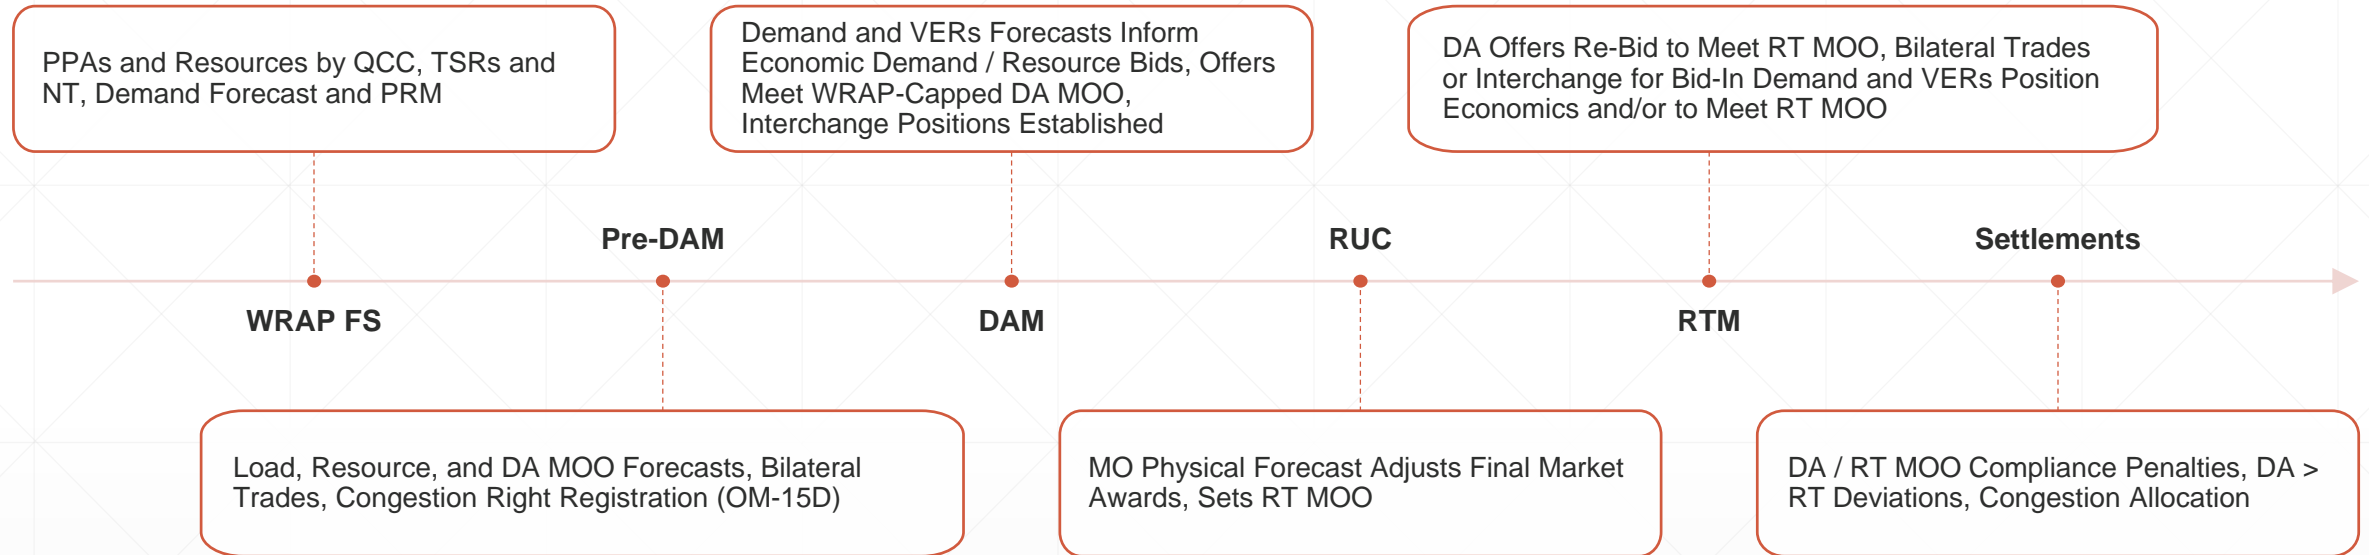 PPAs and Resources by QCC, TSRs and
NT, Demand Forecast and PRM
Demand and VERs Forecasts Inform
Economic Demand / Resource Bids, Offers
Meet WRAP-Capped DA MOO,
Interchange Positions Established
DA Offers Re-Bid to Meet RT MOO, Bilateral Trades
or Interchange for Bid-In Demand and VERs Position
Economics and/or to Meet RT MOO
Pre-DAM
RUC
Settlements
WRAP FS
DAM
RTM
Load, Resource, and DA MOO Forecasts, Bilateral
Trades, Congestion Right Registration (OM-15D)
MO Physical Forecast Adjusts Final Market
Awards, Sets RT MOO
DA / RT MOO Compliance Penalties, DA >
RT Deviations, Congestion Allocation